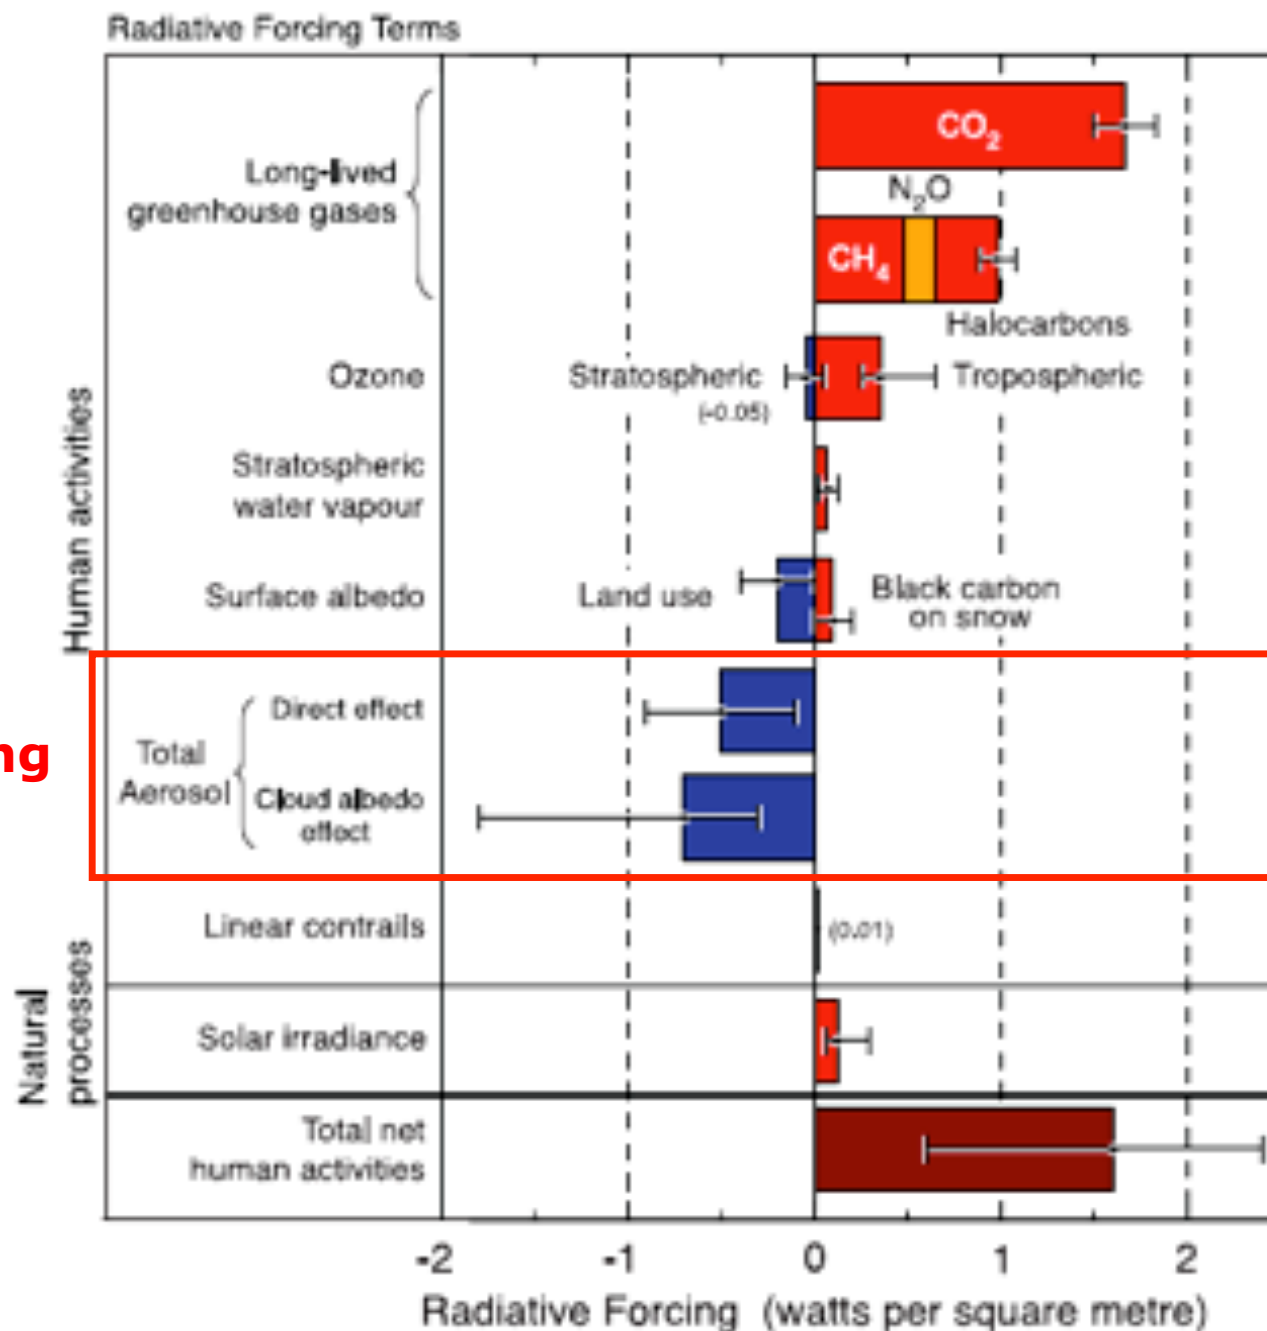 Radiative Forcing Terms
CO2
Long-lived
greenhouse gases
N2O
CH4
Halocarbons
Ozone
Stratospheric
(-0.05)
Tropospheric
Stratospheric
water vapour
Surface albedo
Land use
Black carbon
on snow
Human activities
ng
Total
Aerosol
Direct effect
Cloud albedo
effect
Linear contrails
(0.01)
Natural
processes
Solar irradiance
Total net
human activities
-2 -1 0 1 2
Radiative Forcing (watts per square metre)